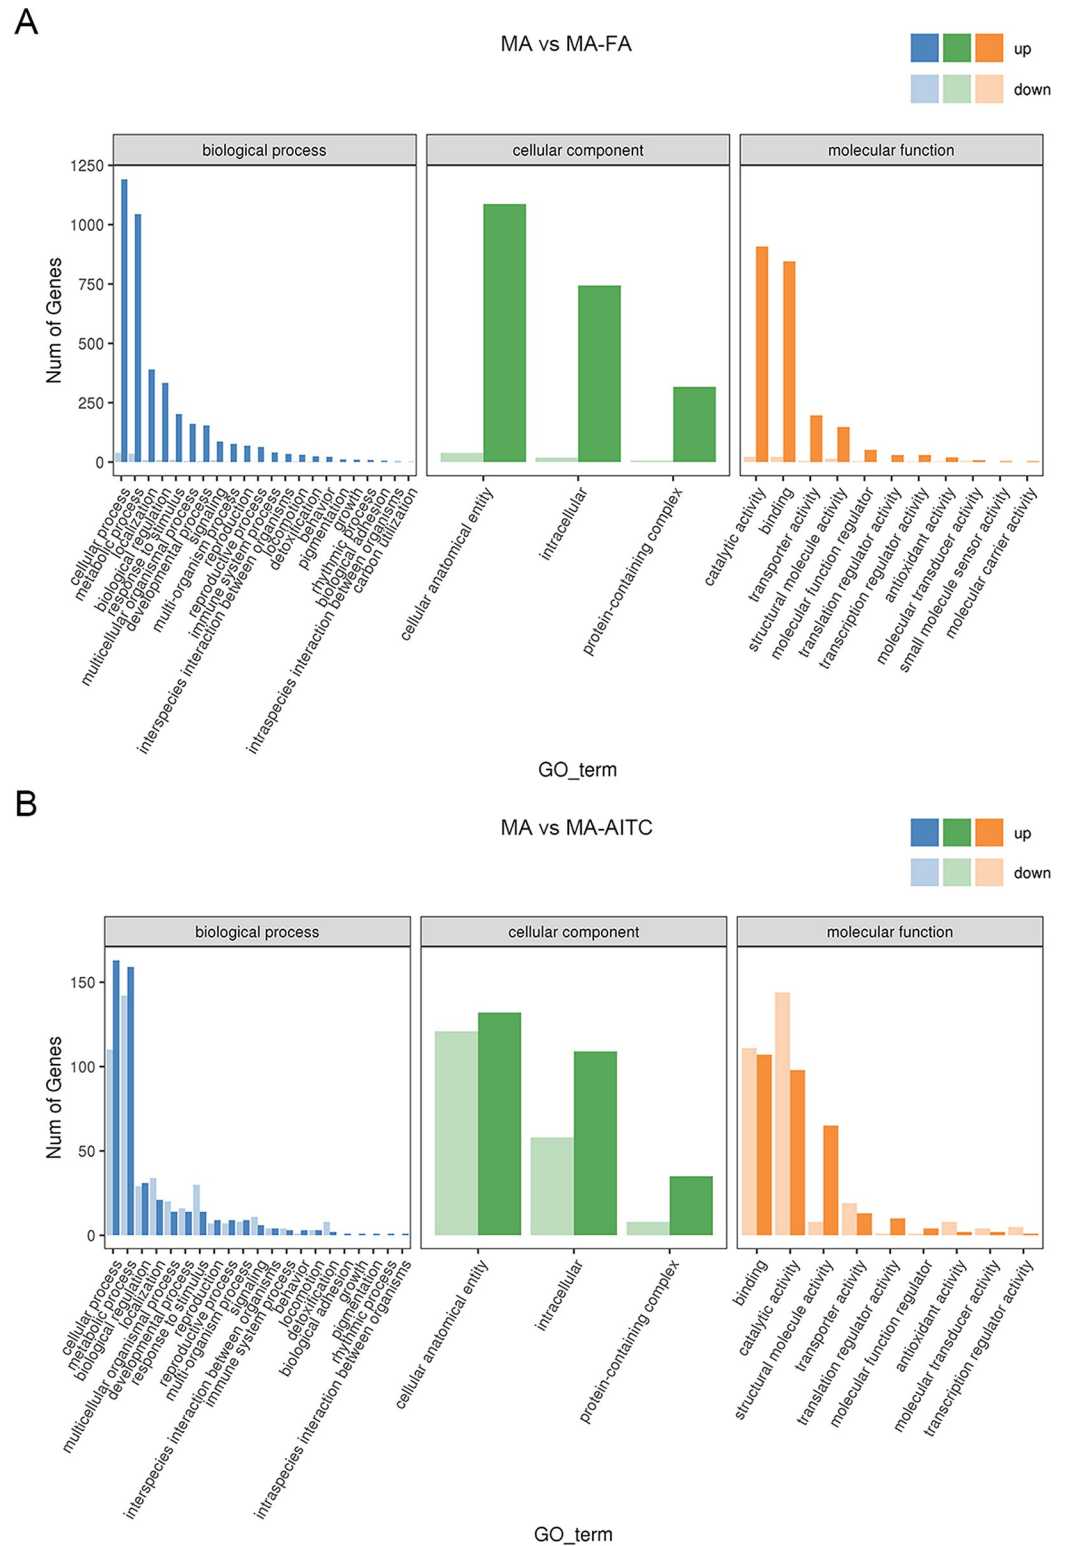 A
MA vs MA-FA
up
down
biological process
cellular component
molecular function
Num of Genes
1250
1000
750
500
250
0
cellular process
metabolic process
localization
biological regulation
response to stimulus
multicellular organismal process
developmental process
signaling
multi-organism process
reproduction
reproductive process
immune system process
interspecies interaction between organisms
locomotion
detoxification
behavior
pigmentation
growth
rhythmic process
biological adhesion
intraspecies interaction between organisms
carbon utilization
cellular anatomical entity
intracellular
protein-containing complex
catalytic activity
binding
transporter activity
structural molecule activity
molecular function regulator
translation regulator activity
transcription regulator activity
antioxidant activity
molecular transducer activity
small molecule sensor activity
molecular carrier activity
GO_term
B
MA vs MA-AITC
up
down
biological process
cellular component
molecular function
Num of Genes
150
100
50
0
cellular process
metabolic process
biological regulation
localization
multicellular organismal process
developmental process
response to stimulus
reproduction
reproductive process
multi-organism process
signaling
interspecies interaction between organisms
immune system process
behavior
locomotion
detoxification
biological adhesion
growth
pigmentation
rhythmic process
intraspecies interaction between organisms
cellular anatomical entity
intracellular
protein-containing complex
binding
catalytic activity
structural molecule activity
transporter activity
translation regulator activity
molecular function regulator
antioxidant activity
molecular transducer activity
transcription regulator activity
GO_term